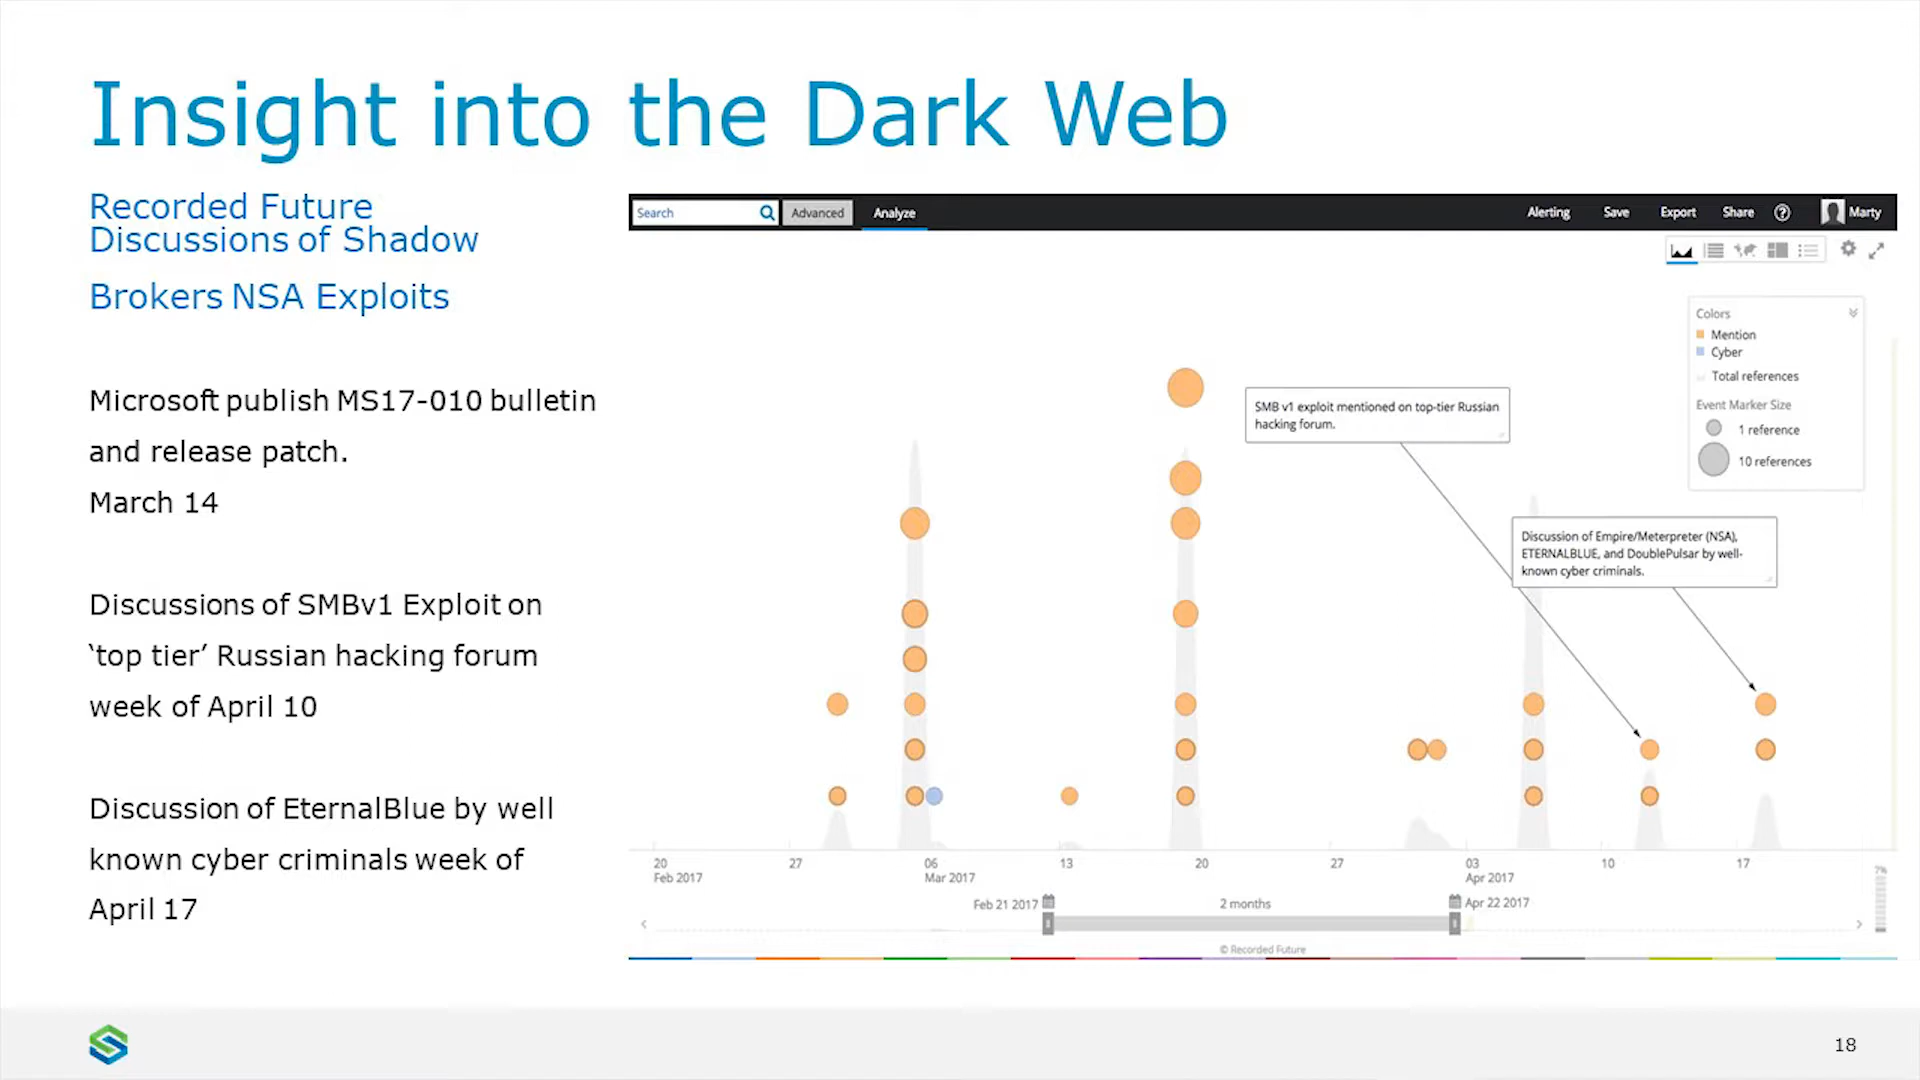 Insight into the Dark Web
Recorded Future
Discussions of Shadow
Brokers NSA Exploits
Microsoft publish MS17-010 bulletin
and release patch.
March 14
Discussions of SMBv1 Exploit on
‘top tier’ Russian hacking forum
week of April 10
Discussion of EternalBlue by well
known cyber criminals week of
April 17
Search Advanced Analyze Alerting Save Export Share ? Marty
Colors
Mention
Cyber
Total references
Event Marker Size
1 reference
10 references
SMB v1 exploit mentioned on top-tier Russian
hacking forum.
Discussion of Empire/Meterpreter (NSA),
ETERNALBLUE, and DoublePulsar by well-
known cyber criminals.
20 27 06 13 20 27 03 10 17
Feb 2017 Mar 2017 Apr 2017
Feb 21 2017 2 months Apr 22 2017
© Recorded Future
18